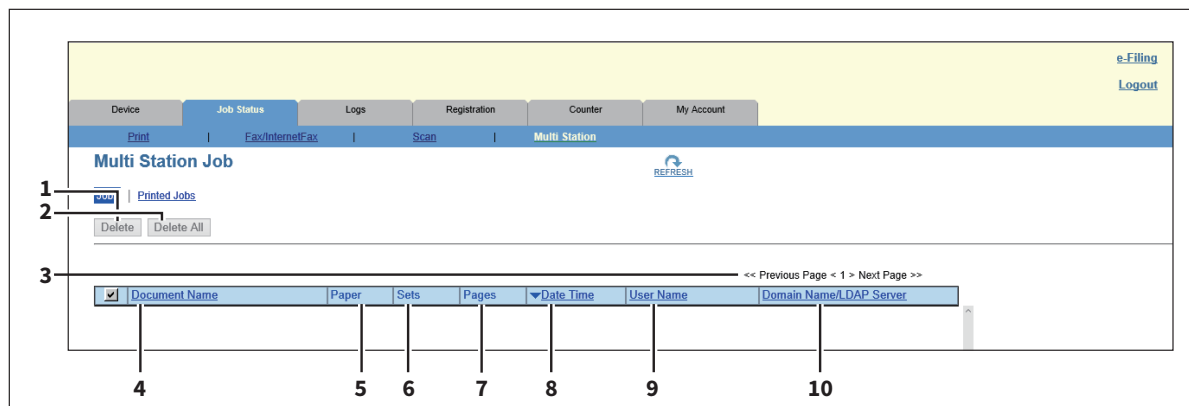 e-Filing
Logout
Device Job Status Logs Registration Counter My Account
Print | Fax/InternetFax | Scan | Multi Station
Multi Station Job
REFRESH
1
Job | Printed Jobs
2
Delete Delete All
3
<< Previous Page < 1 > Next Page >>
Document Name Paper Sets Pages Date Time User Name Domain Name/LDAP Server
4 5 6 7 8 9 10